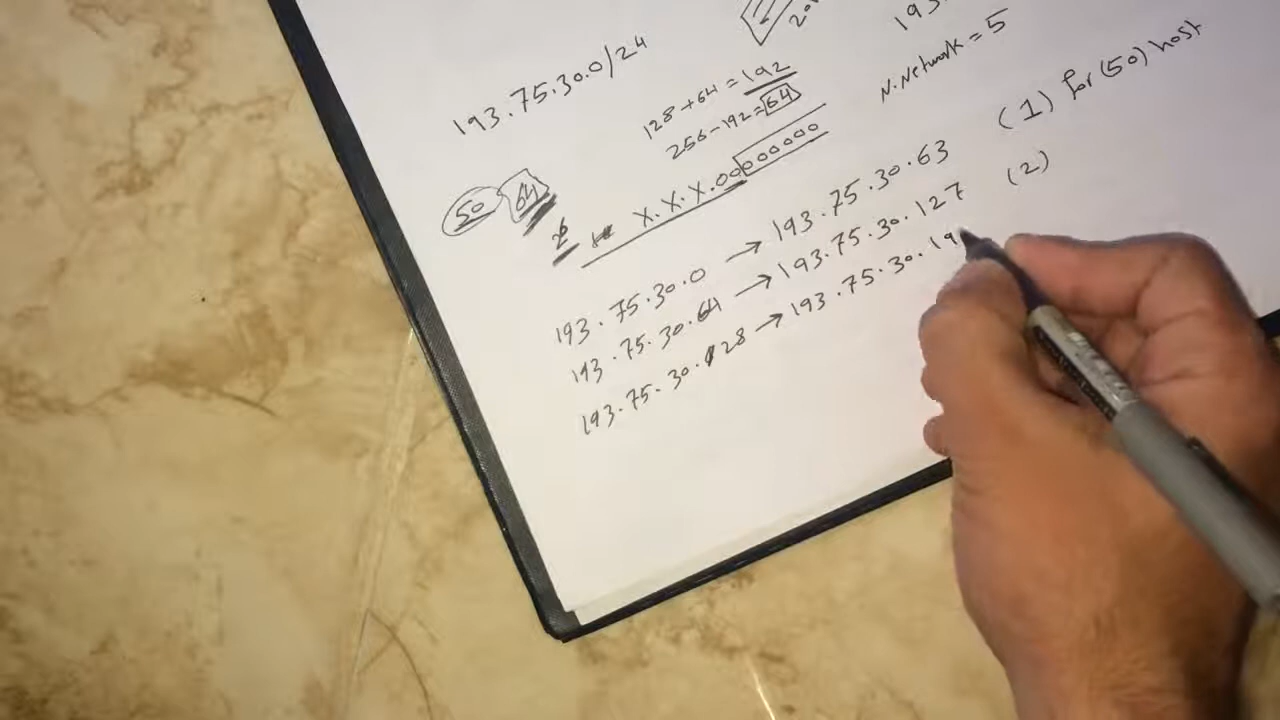 193.75.30.0/24
193.
N.Network = 5
128+64 = 192
256-192=64
50 64
26
X.X.X.00000000
193.75.30.0 → 193.75.30.63 (1) for (50) host
193.75.30.64 → 193.75.30.127 (2)
193.75.30.128 → 193.75.30.19